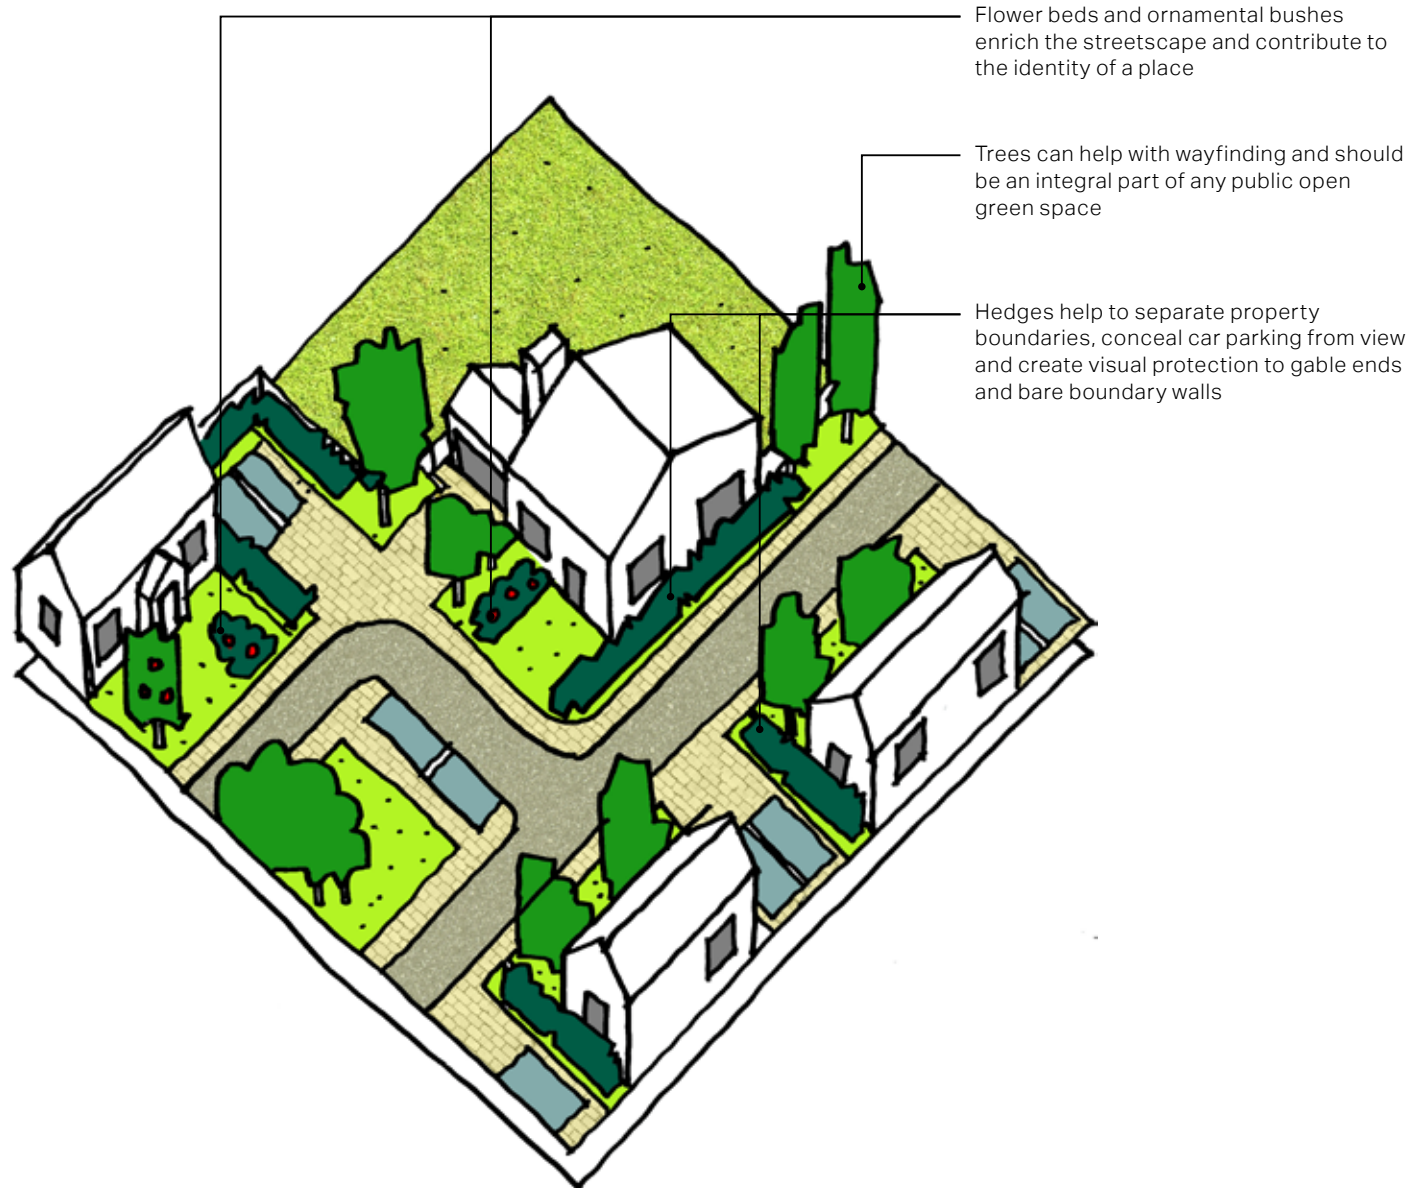 Flower beds and ornamental bushes
enrich the streetscape and contribute to
the identity of a place
Trees can help with wayfinding and should
be an integral part of any public open
green space
Hedges help to separate property
boundaries, conceal car parking from view
and create visual protection to gable ends
and bare boundary walls